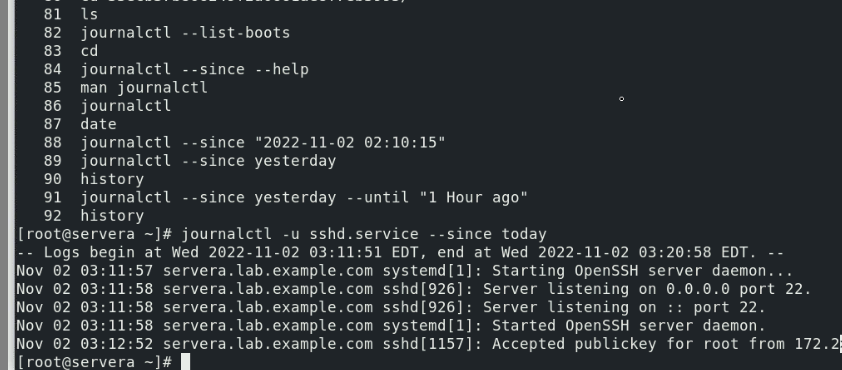 81 ls
82 journalctl --list-boots
83 cd
84 journalctl --since --help
85 man journalctl
86 journalctl
87 date
88 journalctl --since "2022-11-02 02:10:15"
89 journalctl --since yesterday
90 history
91 journalctl --since yesterday --until "1 Hour ago"
92 history
[root@servera ~]# journalctl -u sshd.service --since today
-- Logs begin at Wed 2022-11-02 03:11:51 EDT, end at Wed 2022-11-02 03:20:58 EDT. --
Nov 02 03:11:57 servera.lab.example.com systemd[1]: Starting OpenSSH server daemon...
Nov 02 03:11:58 servera.lab.example.com sshd[926]: Server listening on 0.0.0.0 port 22.
Nov 02 03:11:58 servera.lab.example.com sshd[926]: Server listening on :: port 22.
Nov 02 03:11:58 servera.lab.example.com systemd[1]: Started OpenSSH server daemon.
Nov 02 03:12:52 servera.lab.example.com sshd[1157]: Accepted publickey for root from 172.2
[root@servera ~]#